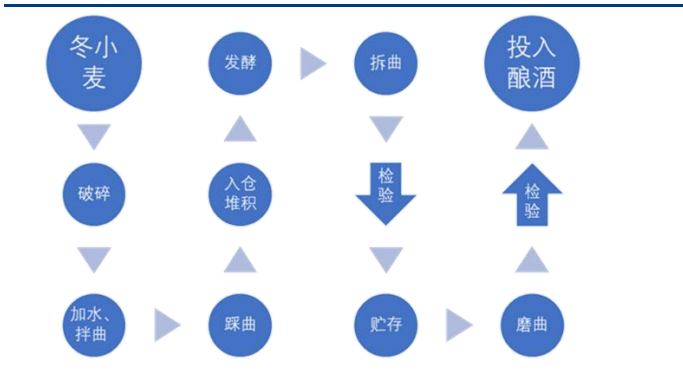 冬小
麦
破碎
加水、
拌曲
踩曲
入仓
堆积
发酵
拆曲
检
验
贮存
磨曲
检
验
投入
酿酒